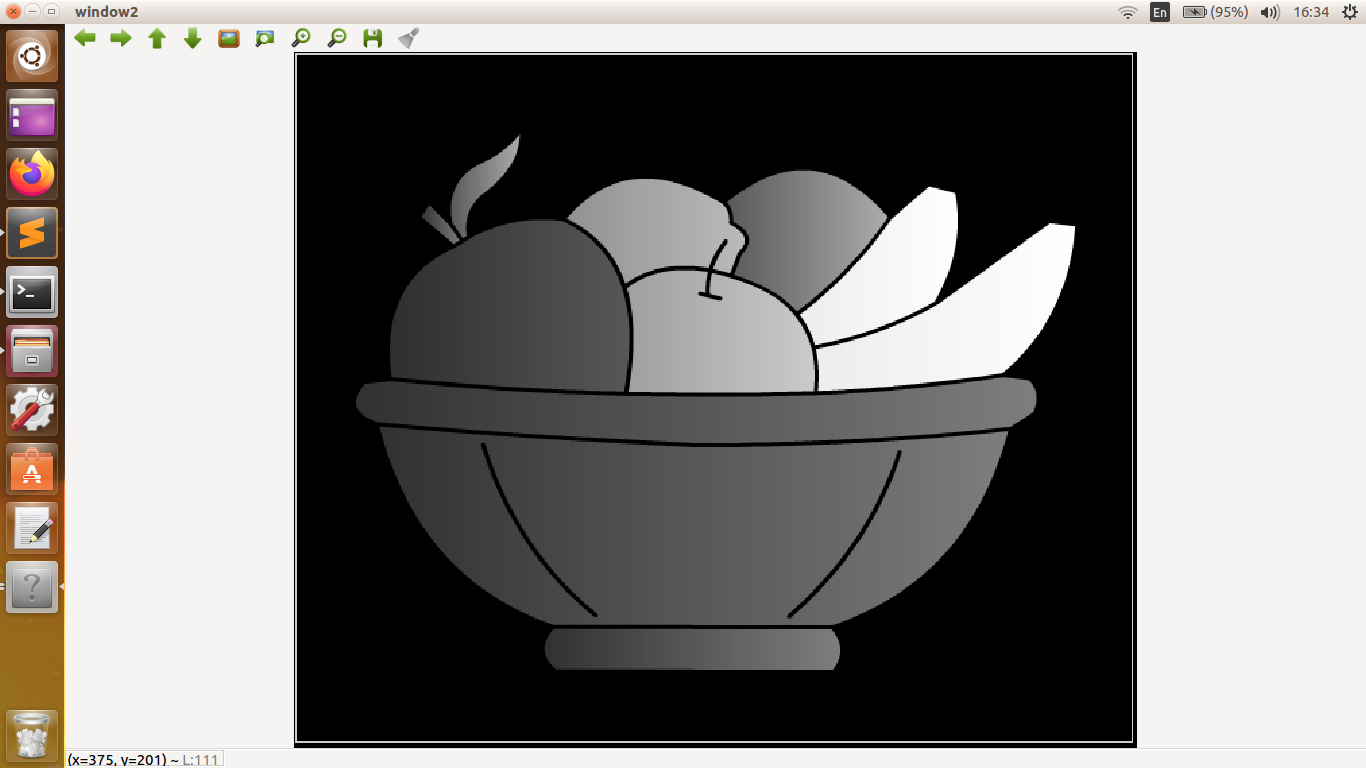 window2
En
(95%)
16:34
(x=375, y=201) ~ L:111